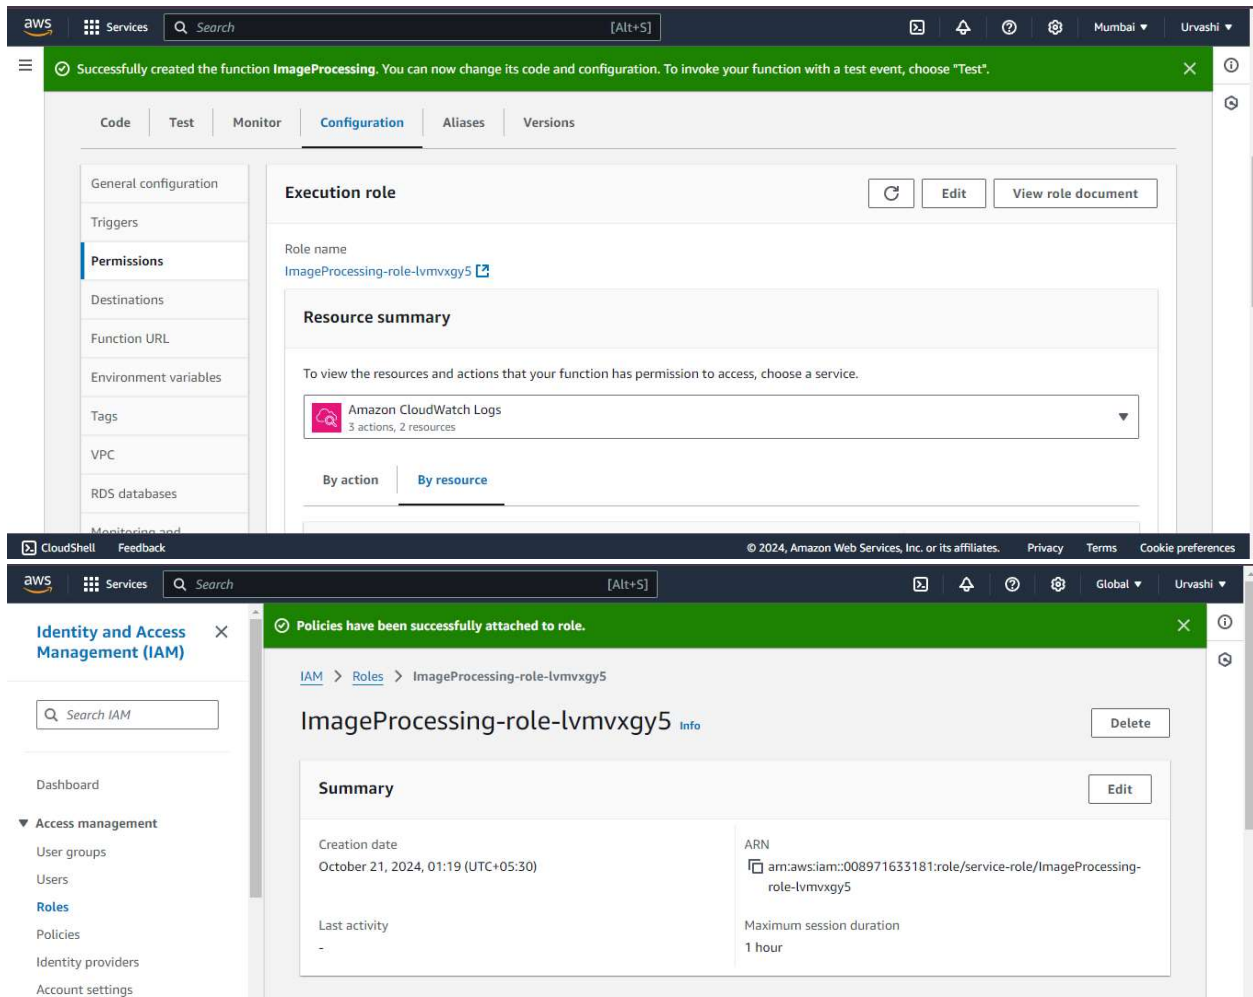 aws Services Search [Alt+S] Mumbai Urvashi
Successfully created the function ImageProcessing. You can now change its code and configuration. To invoke your function with a test event, choose "Test".
Code Test Monitor Configuration Aliases Versions
General configuration
Triggers
Permissions
Destinations
Function URL
Environment variables
Tags
VPC
RDS databases
Monitoring and
Execution role
Edit View role document
Role name
ImageProcessing-role-lvmvxgy5
Resource summary
To view the resources and actions that your function has permission to access, choose a service.
Amazon CloudWatch Logs
3 actions, 2 resources
By action By resource
CloudShell Feedback © 2024, Amazon Web Services, Inc. or its affiliates. Privacy Terms Cookie preferences
aws Services Search [Alt+S] Global Urvashi
Identity and Access
Management (IAM)
Search IAM
Dashboard
Access management
User groups
Users
Roles
Policies
Identity providers
Account settings
Policies have been successfully attached to role.
IAM > Roles > ImageProcessing-role-lvmvxgy5
ImageProcessing-role-lvmvxgy5 Info
Delete
Summary
Edit
Creation date
October 21, 2024, 01:19 (UTC+05:30)
ARN
arn:aws:iam::008971633181:role/service-role/ImageProcessing-
role-lvmvxgy5
Last activity
-
Maximum session duration
1 hour